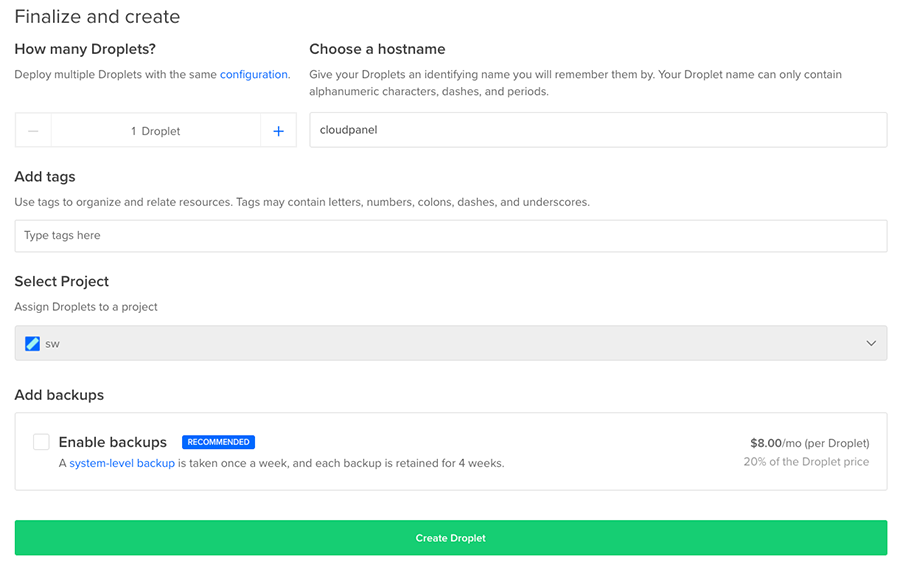 Finalize and create
How many Droplets?
Deploy multiple Droplets with the same configuration.
1 Droplet
Choose a hostname
Give your Droplets an identifying name you will remember them by. Your Droplet name can only contain
alphanumeric characters, dashes, and periods.
cloudpanel
Add tags
Use tags to organize and relate resources. Tags may contain letters, numbers, colons, dashes, and underscores.
Type tags here
Select Project
Assign Droplets to a project
sw
Add backups
Enable backups RECOMMENDED
A system-level backup is taken once a week, and each backup is retained for 4 weeks.
$8.00/mo (per Droplet)
20% of the Droplet price
Create Droplet